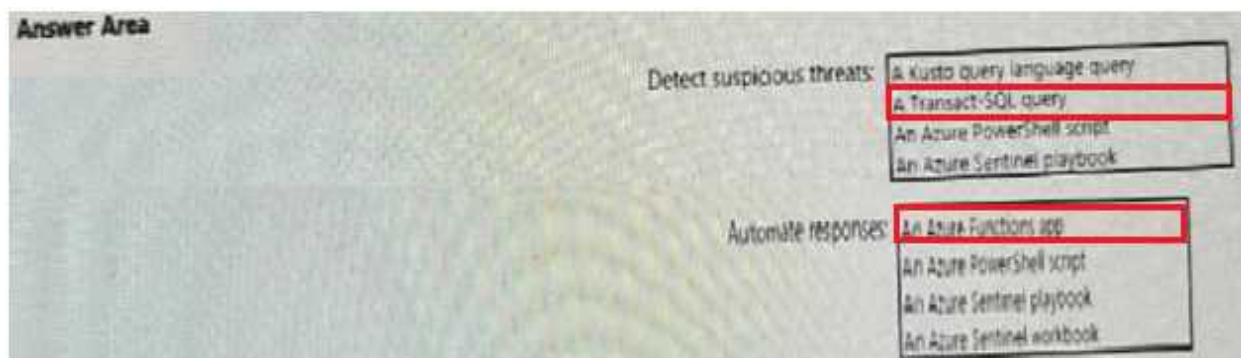 Answer Area
Detect suspicious threats:
A Kusto query language query
A Transact-SQL query
An Azure PowerShell script
An Azure Sentinel playbook
Automate responses:
An Azure Functions app
An Azure PowerShell script
An Azure Sentinel playbook
An Azure Sentinel workbook